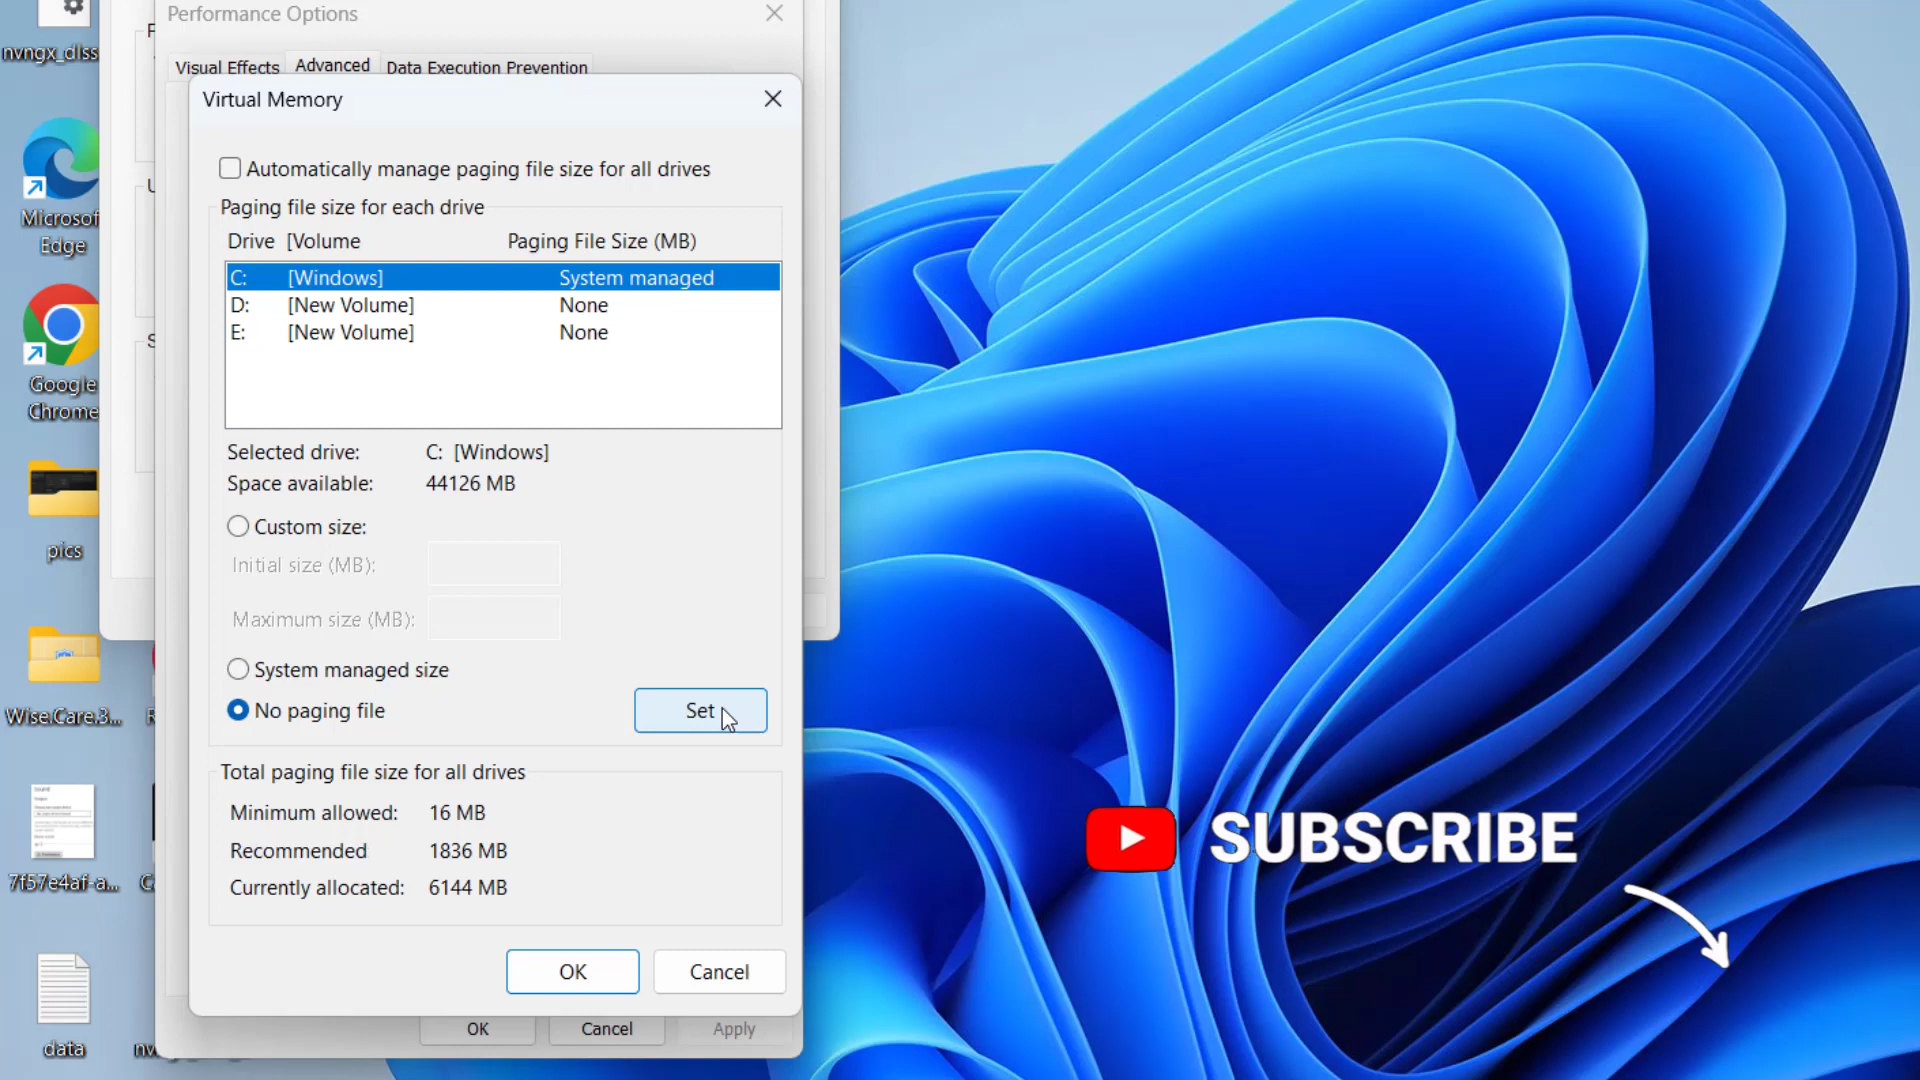 Performance Options
nvngx_dlss
Visual Effects
Advanced
Data Execution Prevention
Virtual Memory
Automatically manage paging file size for all drives
Paging file size for each drive
Drive [Volume Paging File Size (MB)
C: [Windows] System managed
D: [New Volume] None
E: [New Volume] None
Selected drive: C: [Windows]
Space available: 44126 MB
Custom size:
Initial size (MB):
Maximum size (MB):
System managed size
No paging file
Set
Total paging file size for all drives
Minimum allowed: 16 MB
Recommended 1836 MB
Currently allocated: 6144 MB
OK Cancel
OK Cancel Apply
Microsof
Edge
Google
Chrome
pics
Wise.Care.3...
7f57e4af-a...
data
SUBSCRIBE